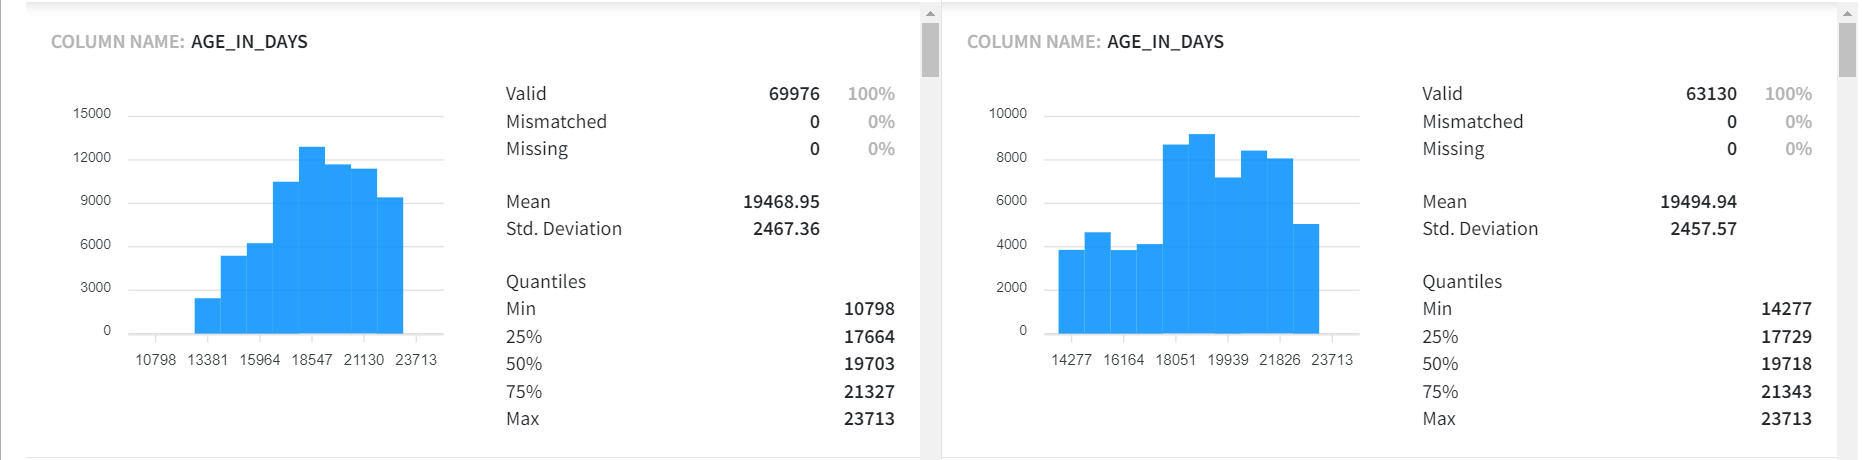 COLUMN NAME: AGE_IN_DAYS
15000
12000
9000
6000
3000
0
10798 13381 15964 18547 21130 23713
Valid 69976 100%
Mismatched 0 0%
Missing 0 0%
Mean 19468.95
Std. Deviation 2467.36
Quantiles
Min 10798
25% 17664
50% 19703
75% 21327
Max 23713
COLUMN NAME: AGE_IN_DAYS
10000
8000
6000
4000
2000
0
14277 16164 18051 19939 21826 23713
Valid 63130 100%
Mismatched 0 0%
Missing 0 0%
Mean 19494.94
Std. Deviation 2457.57
Quantiles
Min 14277
25% 17729
50% 19718
75% 21343
Max 23713